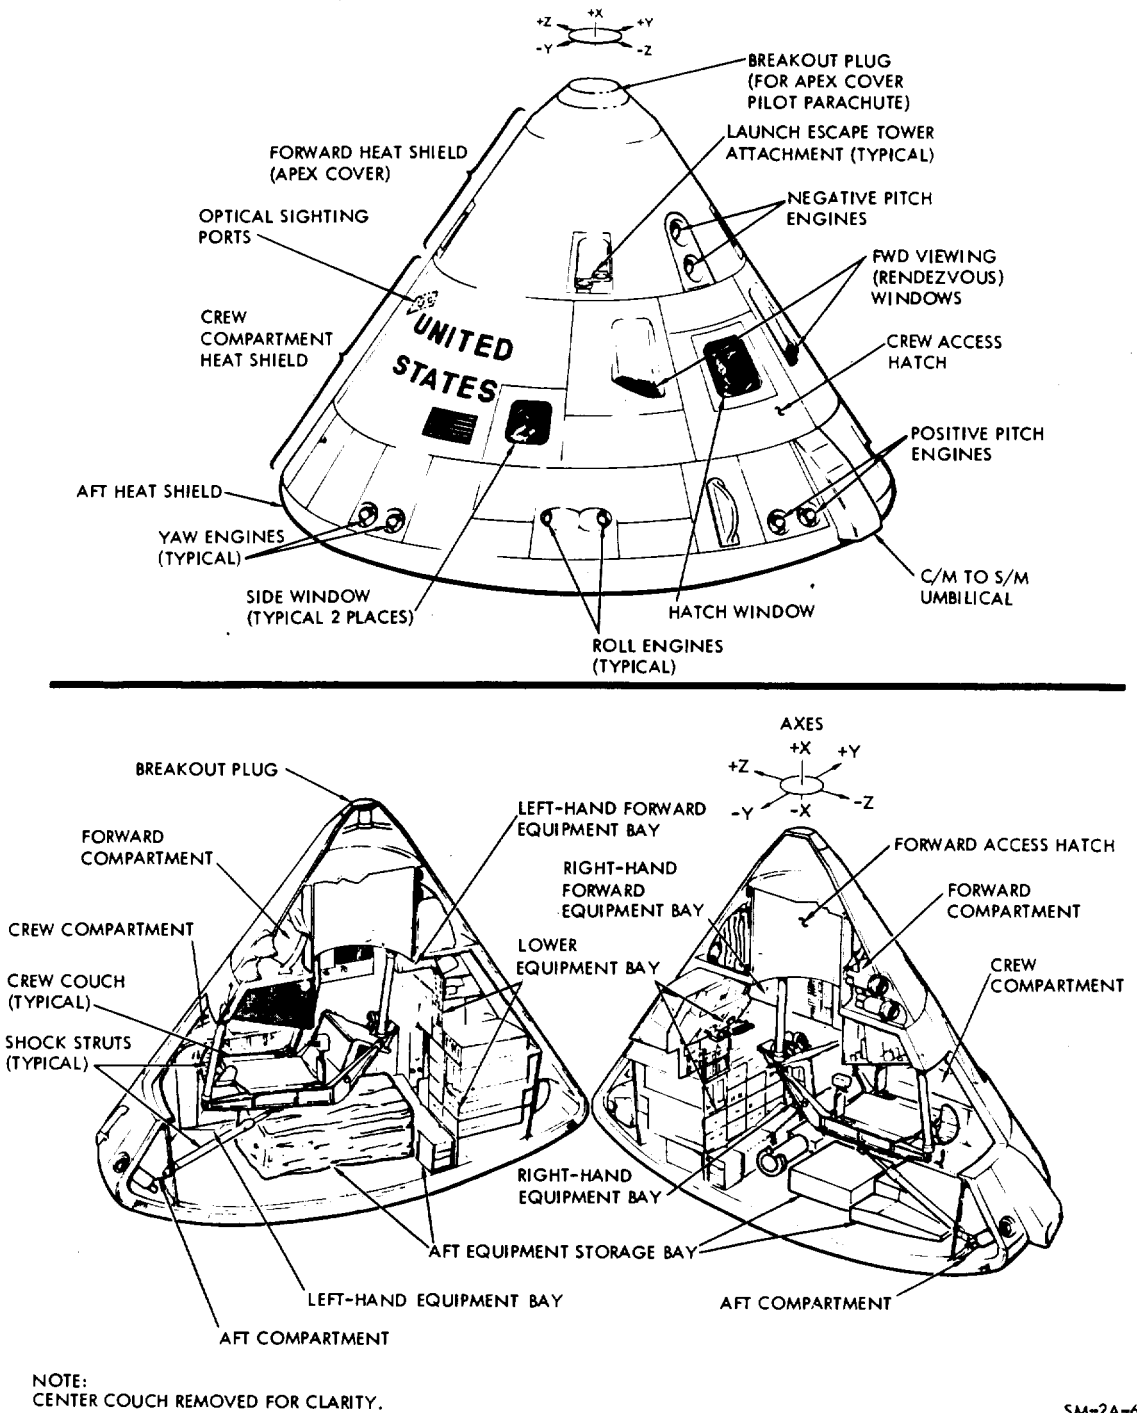 +X
+Z
+Y
-Y
-Z
BREAKOUT PLUG
(FOR APEX COVER
PILOT PARACHUTE)
LAUNCH ESCAPE TOWER
ATTACHMENT (TYPICAL)
FORWARD HEAT SHIELD
(APEX COVER)
NEGATIVE PITCH
ENGINES
OPTICAL SIGHTING
PORTS
FWD VIEWING
(RENDEZVOUS)
WINDOWS
CREW
COMPARTMENT
HEAT SHIELD
UNITED
STATES
CREW ACCESS
HATCH
POSITIVE PITCH
ENGINES
AFT HEAT SHIELD
YAW ENGINES
(TYPICAL)
SIDE WINDOW
(TYPICAL 2 PLACES)
HATCH WINDOW
C/M TO S/M
UMBILICAL
ROLL ENGINES
(TYPICAL)
AXES
+X
+Y
+Z
-Y
-X
-Z
BREAKOUT PLUG
LEFT-HAND FORWARD
EQUIPMENT BAY
FORWARD
COMPARTMENT
FORWARD ACCESS HATCH
RIGHT-HAND
FORWARD
EQUIPMENT BAY
FORWARD
COMPARTMENT
CREW COMPARTMENT
LOWER
EQUIPMENT BAY
CREW
COMPARTMENT
CREW COUCH
(TYPICAL)
SHOCK STRUTS
(TYPICAL)
RIGHT-HAND
EQUIPMENT BAY
AFT EQUIPMENT STORAGE BAY
LEFT-HAND EQUIPMENT BAY
AFT COMPARTMENT
AFT COMPARTMENT
NOTE:
CENTER COUCH REMOVED FOR CLARITY.
SM-2A-6